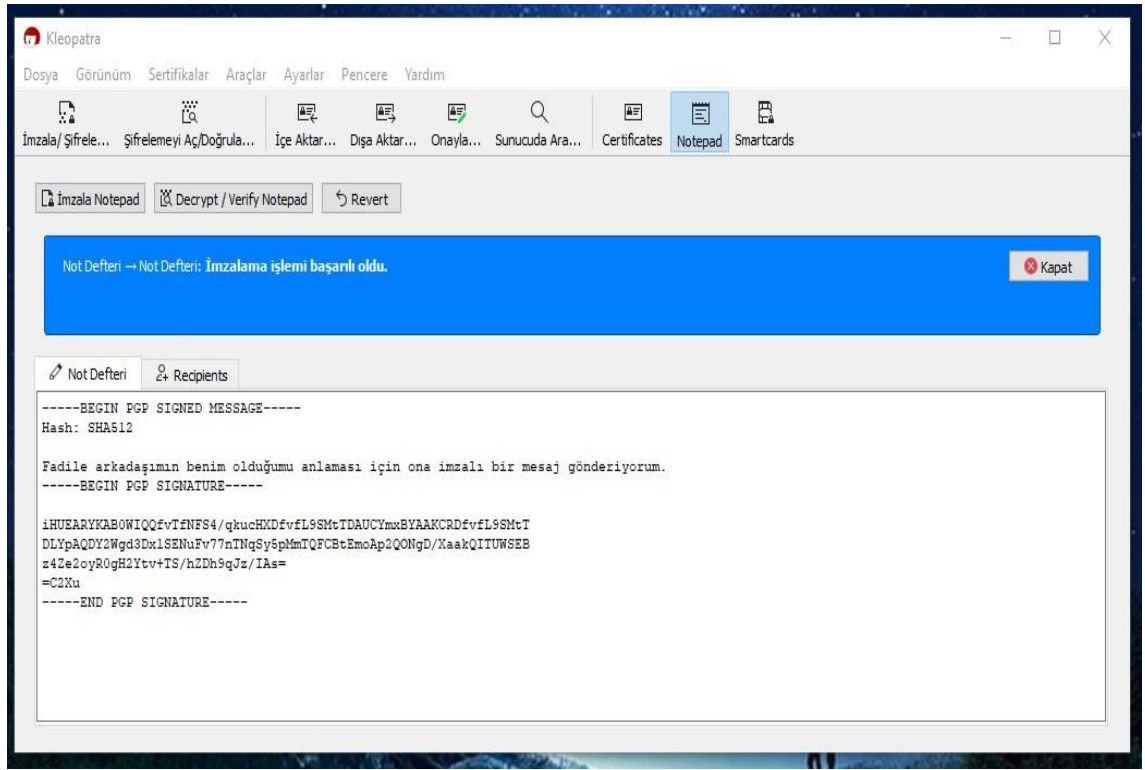 Kleopatra
Dosya Görünüm Sertifikalar Araçlar Ayarlar Pencere Yardım
İmzala/ Şifrele... Şifrelemeyi Aç/Doğrula... İçe Aktar... Dışa Aktar... Onayla... Sunucuda Ara... Certificates Notepad Smartcards
İmzala Notepad Decrypt / Verify Notepad Revert
Not Defteri → Not Defteri: İmzalama işlemi başarılı oldu. Kapat
Not Defteri Recipients
-----BEGIN PGP SIGNED MESSAGE-----
Hash: SHA512
Fadile arkadaşımın benim olduğumu anlaması için ona imzalı bir mesaj gönderiyorum.
-----BEGIN PGP SIGNATURE-----
iHUEARYKAB0WIQQfvTfNFS4/qkucHXDfvfL9SMtTDAUCYmxBYAAKCRDfvfL9SMtT
DLYpAQDY2Wgd3Dx1SENuFv77nTNqSy5pMmTQFCBtEmoAp2QONgD/XaakQITUWSEB
z4Ze2oyR0gH2Ytv+TS/hZDh9qJz/IAs=
=C2Xu
-----END PGP SIGNATURE-----